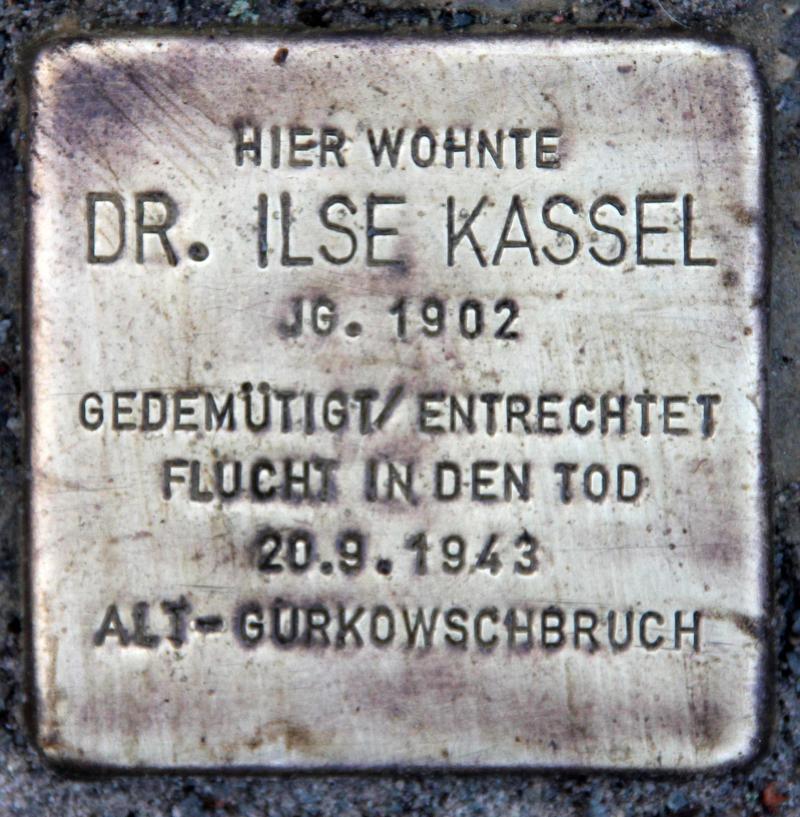 HIER WOHNTE
DR. ILSE KASSEL
JG. 1902
GEDEMÜTIGT/ENTRECHTET
FLUCHT IN DEN TOD
20.9.1943
ALT-GURKOWSCHBRUCH